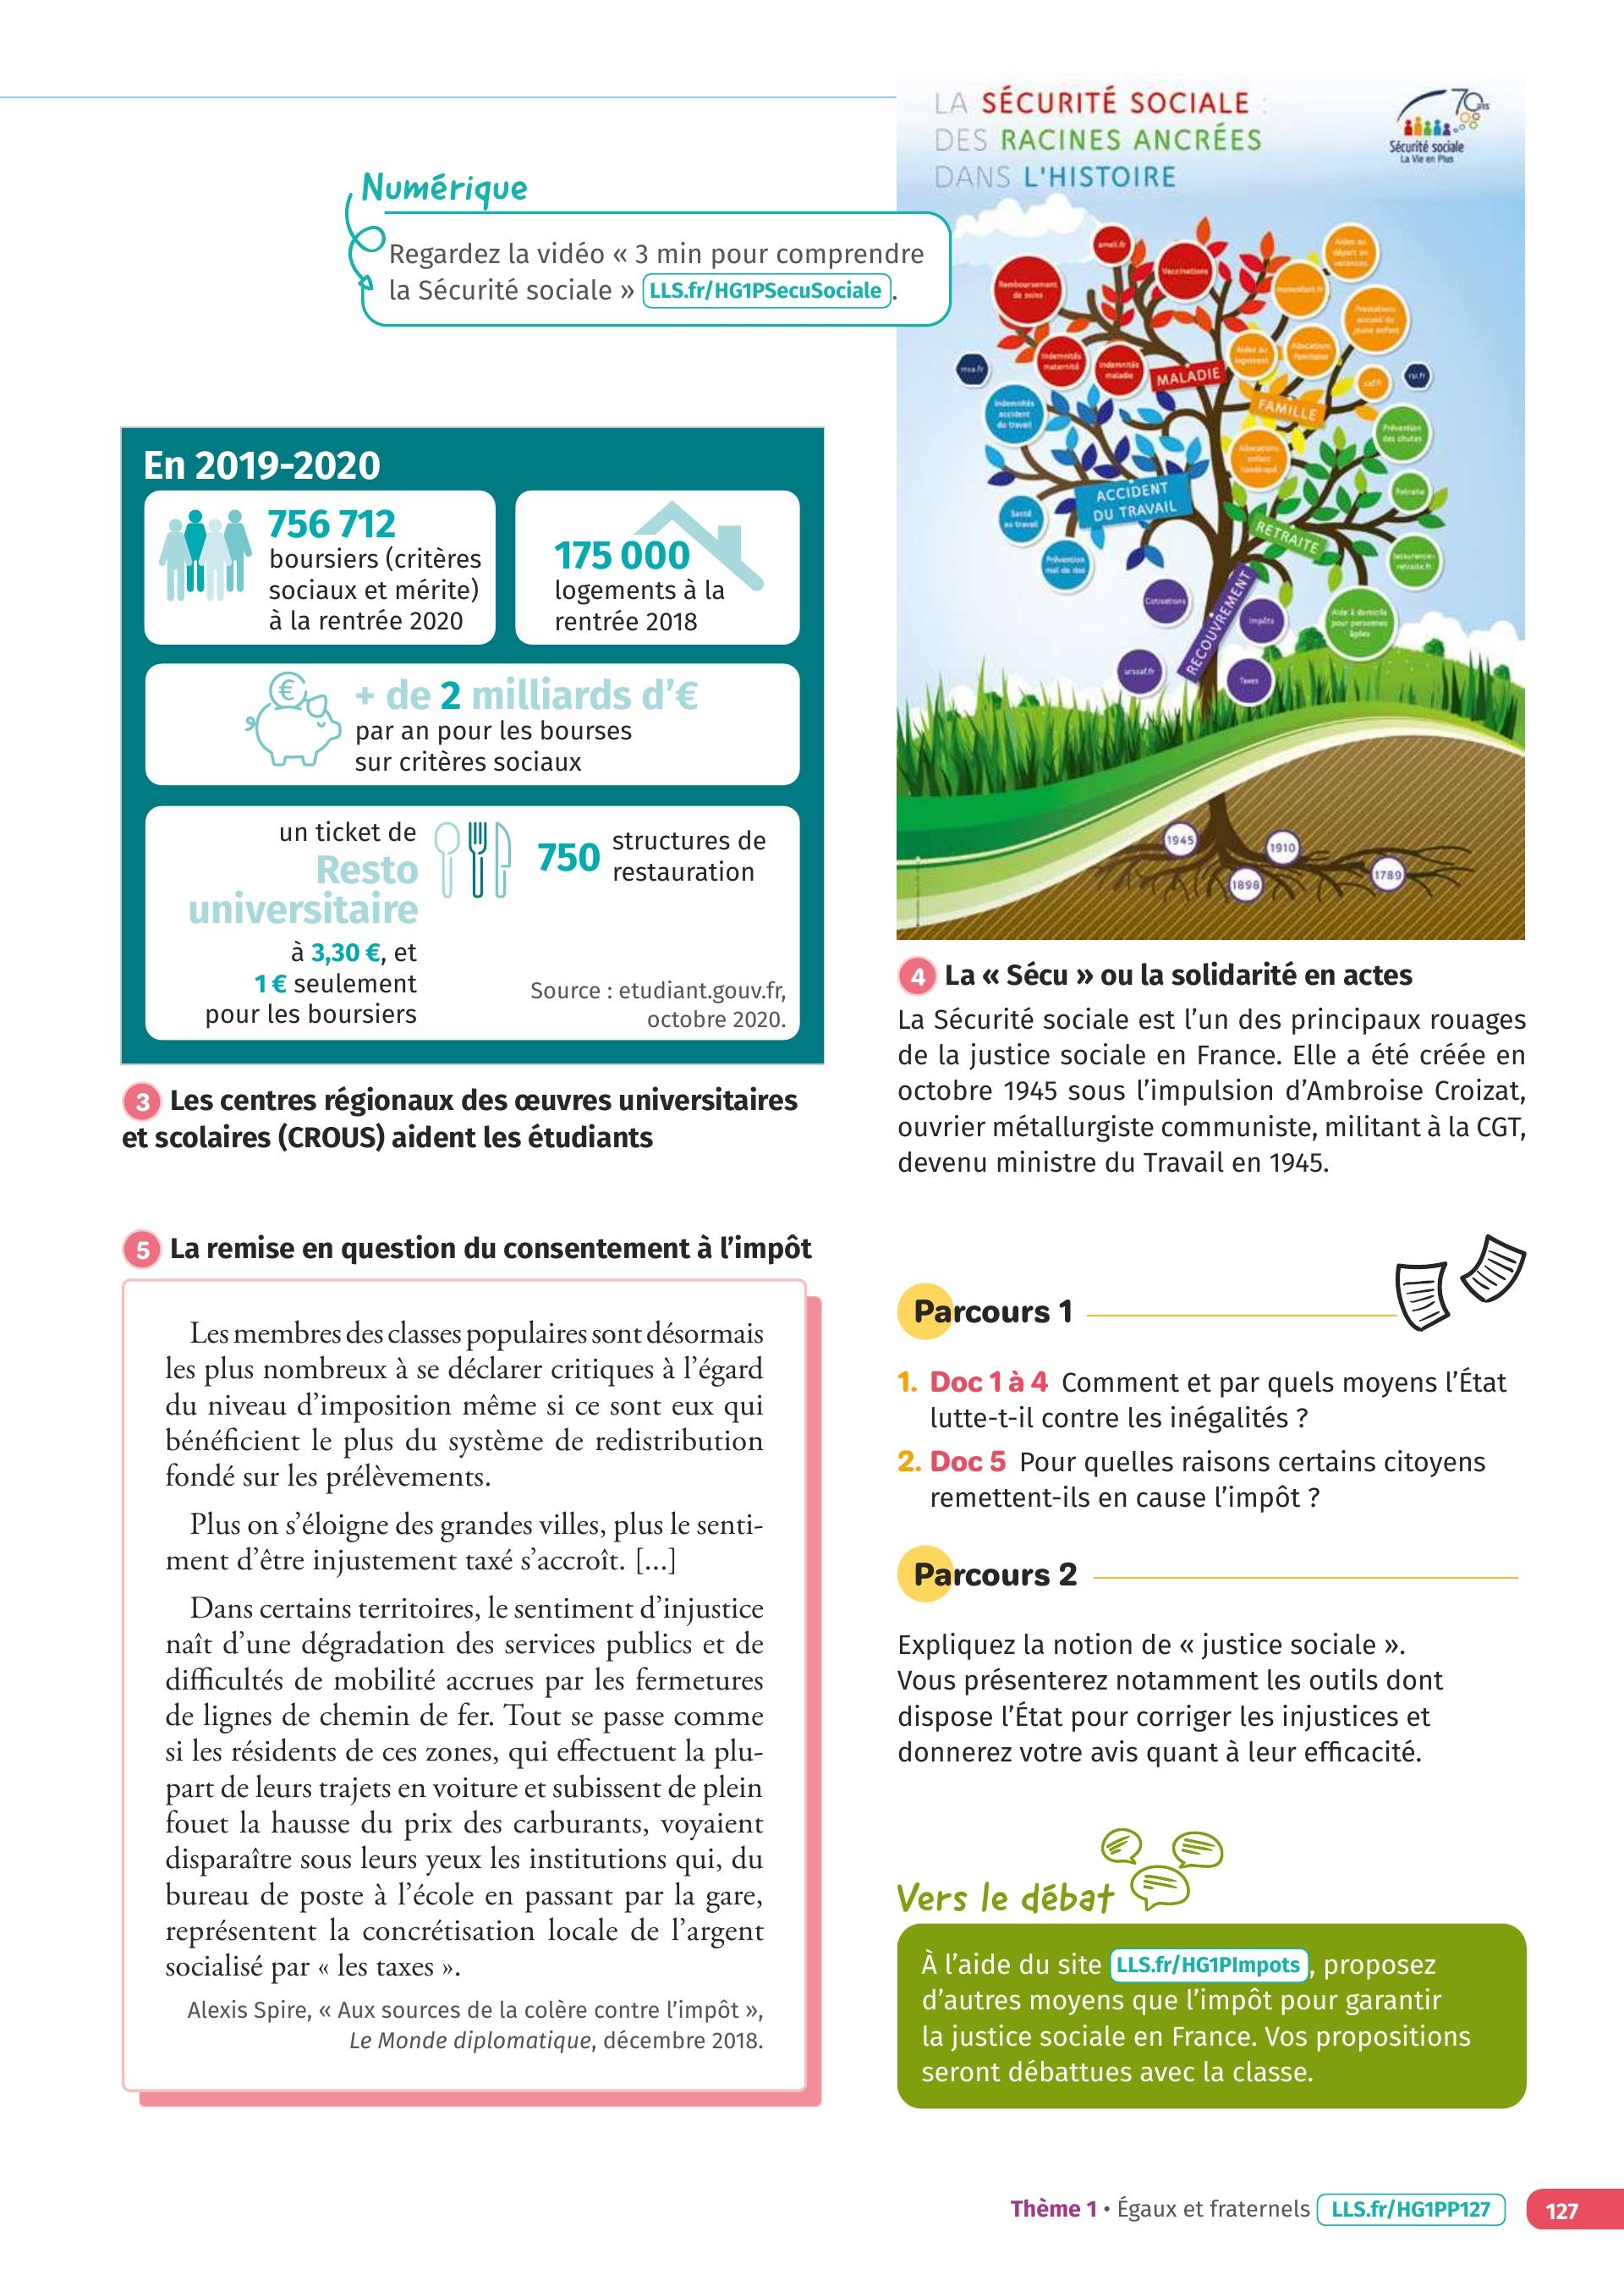 LA SÉCURITÉ SOCIALE :
DES RACINES ANCRÉES
DANS L'HISTOIRE
70 ans
Sécurité sociale
La Vie en Plus
Numérique
Regardez la vidéo « 3 min pour comprendre
la Sécurité sociale » LLS.fr/HG1PSecuSociale .
ameli.fr
Vaccinations
Remboursement
de soins
Indemnités
maternité
Indemnités
maladie
MALADIE
Aides au
départ en
vacances
monenfant.fr
Prestations
accueil du
jeune enfant
Aides au
logement
Allocations
familiales
caf.fr
rsi.fr
msa.fr
FAMILLE
Allocations
enfant
handicapé
Indemnités
accident
du travail
ACCIDENT
DU TRAVAIL
Santé
au travail
Prévention
mal de dos
Prévention
des chutes
Retraite
RETRAITE
lassurance-
retraite.fr
Aide à domicile
pour personnes
âgées
RECOUVREMENT
Cotisations
Impôts
urssaf.fr
Taxes
1945
1910
1898
1789
En 2019-2020
756 712
boursiers (critères
sociaux et mérite)
à la rentrée 2020
175 000
logements à la
rentrée 2018
+ de 2 milliards d'€
par an pour les bourses
sur critères sociaux
un ticket de
Resto
universitaire
à 3,30 €, et
1 € seulement
pour les boursiers
750 structures de
restauration
Source : etudiant.gouv.fr,
octobre 2020.
3 Les centres régionaux des œuvres universitaires
et scolaires (CROUS) aident les étudiants
4 La « Sécu » ou la solidarité en actes
La Sécurité sociale est l'un des principaux rouages
de la justice sociale en France. Elle a été créée en
octobre 1945 sous l'impulsion d'Ambroise Croizat,
ouvrier métallurgiste communiste, militant à la CGT,
devenu ministre du Travail en 1945.
5 La remise en question du consentement à l'impôt
Les membres des classes populaires sont désormais
les plus nombreux à se déclarer critiques à l'égard
du niveau d'imposition même si ce sont eux qui
bénéficient le plus du système de redistribution
fondé sur les prélèvements.
Plus on s'éloigne des grandes villes, plus le senti-
ment d'être injustement taxé s'accroît. [...]
Dans certains territoires, le sentiment d'injustice
naît d'une dégradation des services publics et de
difficultés de mobilité accrues par les fermetures
de lignes de chemin de fer. Tout se passe comme
si les résidents de ces zones, qui effectuent la plu-
part de leurs trajets en voiture et subissent de plein
fouet la hausse du prix des carburants, voyaient
disparaître sous leurs yeux les institutions qui, du
bureau de poste à l'école en passant par la gare,
représentent la concrétisation locale de l'argent
socialisé par « les taxes ».
Alexis Spire, « Aux sources de la colère contre l'impôt »,
Le Monde diplomatique, décembre 2018.
Parcours 1
1. Doc 1 à 4 Comment et par quels moyens l'État
lutte-t-il contre les inégalités ?
2. Doc 5 Pour quelles raisons certains citoyens
remettent-ils en cause l'impôt ?
Parcours 2
Expliquez la notion de « justice sociale ».
Vous présenterez notamment les outils dont
dispose l'État pour corriger les injustices et
donnerez votre avis quant à leur efficacité.
Vers le débat
À l'aide du site LLS.fr/HG1PImpots , proposez
d'autres moyens que l'impôt pour garantir
la justice sociale en France. Vos propositions
seront débattues avec la classe.
Thème 1 • Égaux et fraternels LLS.fr/HG1PP127 127